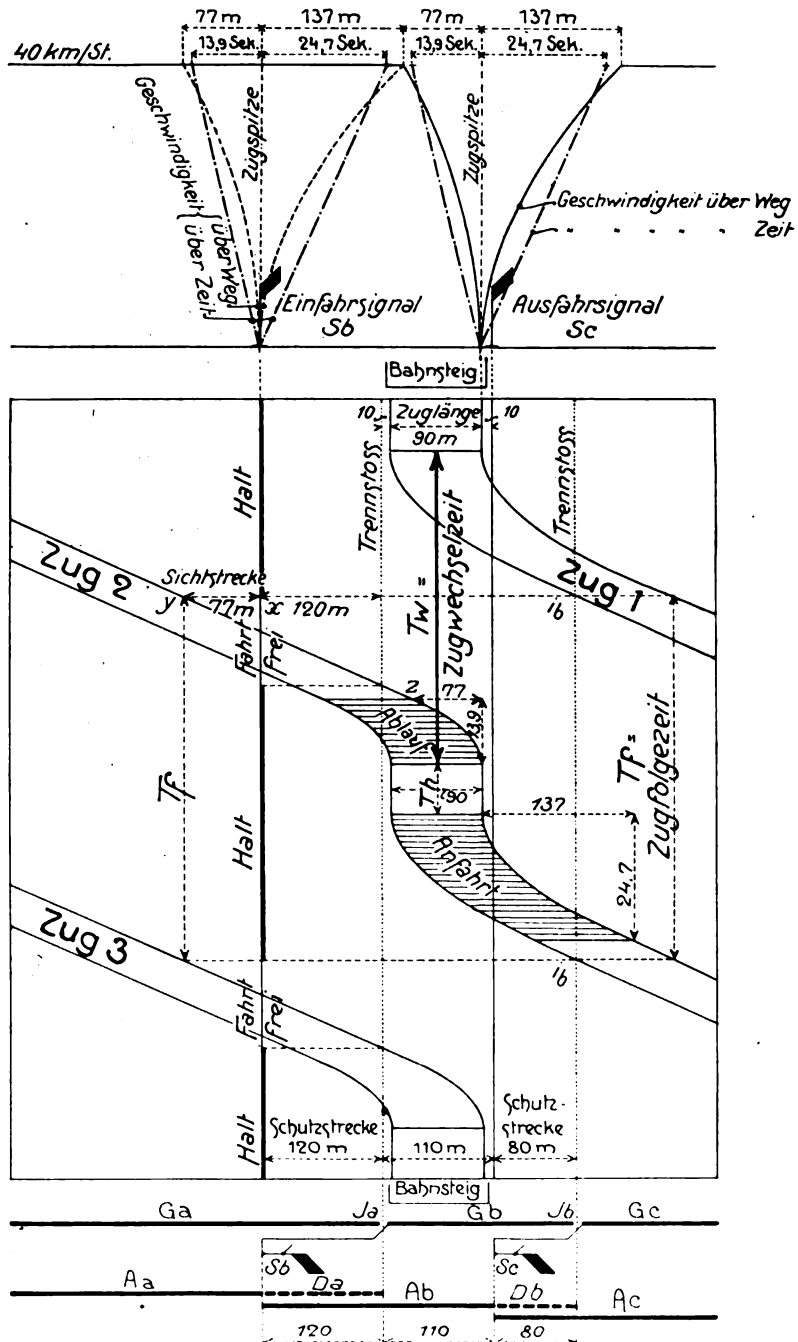 77 m 137 m 77 m 137 m
13,9 Sek. 24,7 Sek. 13,9 Sek. 24,7 Sek.
40 km/St.
Geschwindigkeit
über Weg
über Zeit
Zugspitze
Zugspitze
Geschwindigkeit über Weg
" " " Zeit
Einfahrsignal
Sb
Ausfahrsignal
Sc
Bahnsteig
10 Zuglänge 10
90 m
Halt
Trennstoss
Trennstoss
Tw =
Zugwechselzeit
Zug 1
Zug 2
Sichtstrecke
y 77 m x 120 m
Ib
Fahrt
frei
z 77
13,9
Ablauf
Tf
Th
90
137
Tf =
Zugfolgezeit
Halt
Anfahrt
24,7
Zug 3
Ib
Fahrt
frei
Halt
Schutzstrecke
120 m
110 m
Schutz-
strecke
80 m
Bahnsteig
Ga Ja Gb Jb Gc
Sb Sc
Aa Da Ab Db Ac
120 110 80